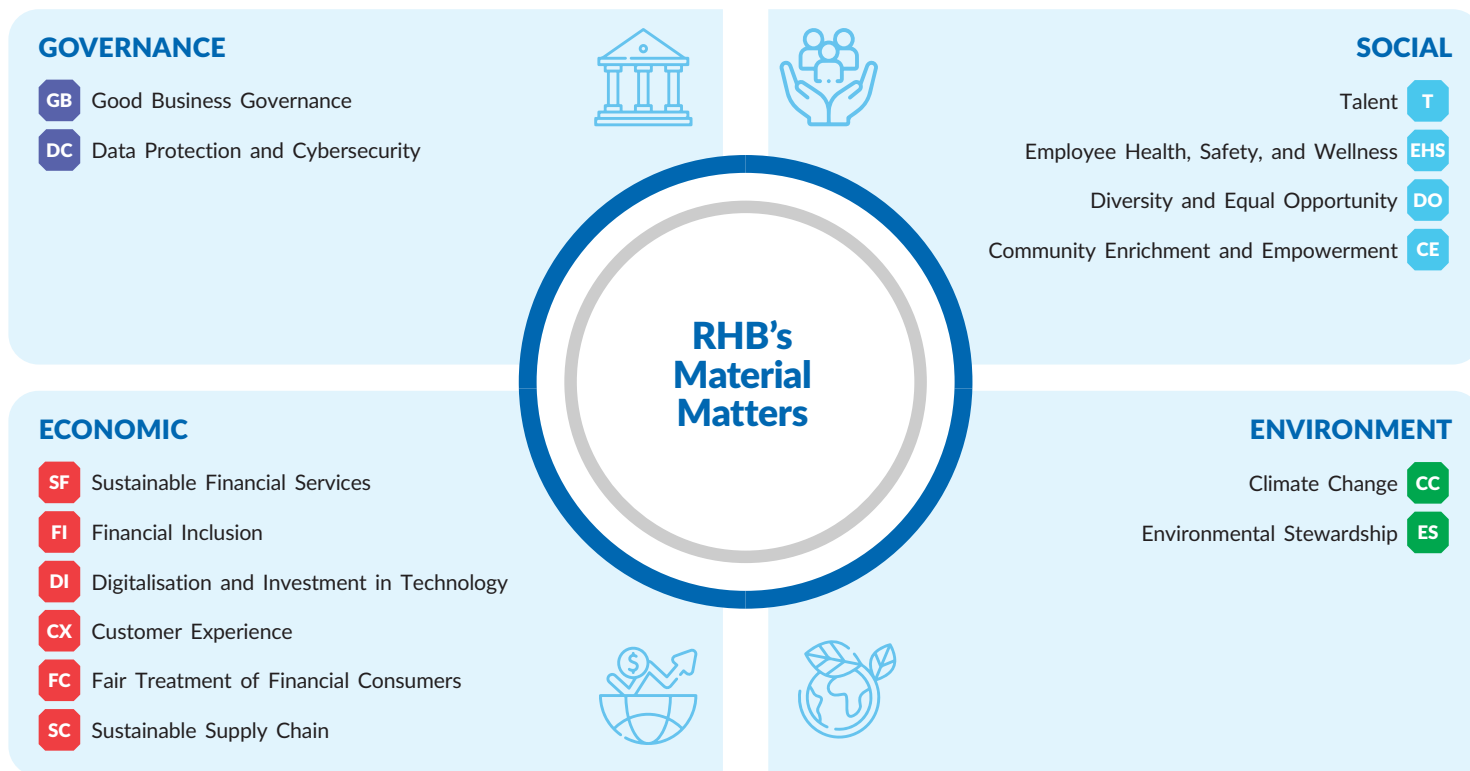 GOVERNANCE
GB Good Business Governance
DC Data Protection and Cybersecurity
SOCIAL
Talent T
Employee Health, Safety, and Wellness EHS
Diversity and Equal Opportunity DO
Community Enrichment and Empowerment CE
RHB’s
Material
Matters
ECONOMIC
SF Sustainable Financial Services
FI Financial Inclusion
DI Digitalisation and Investment in Technology
CX Customer Experience
FC Fair Treatment of Financial Consumers
SC Sustainable Supply Chain
$
ENVIRONMENT
Climate Change CC
Environmental Stewardship ES